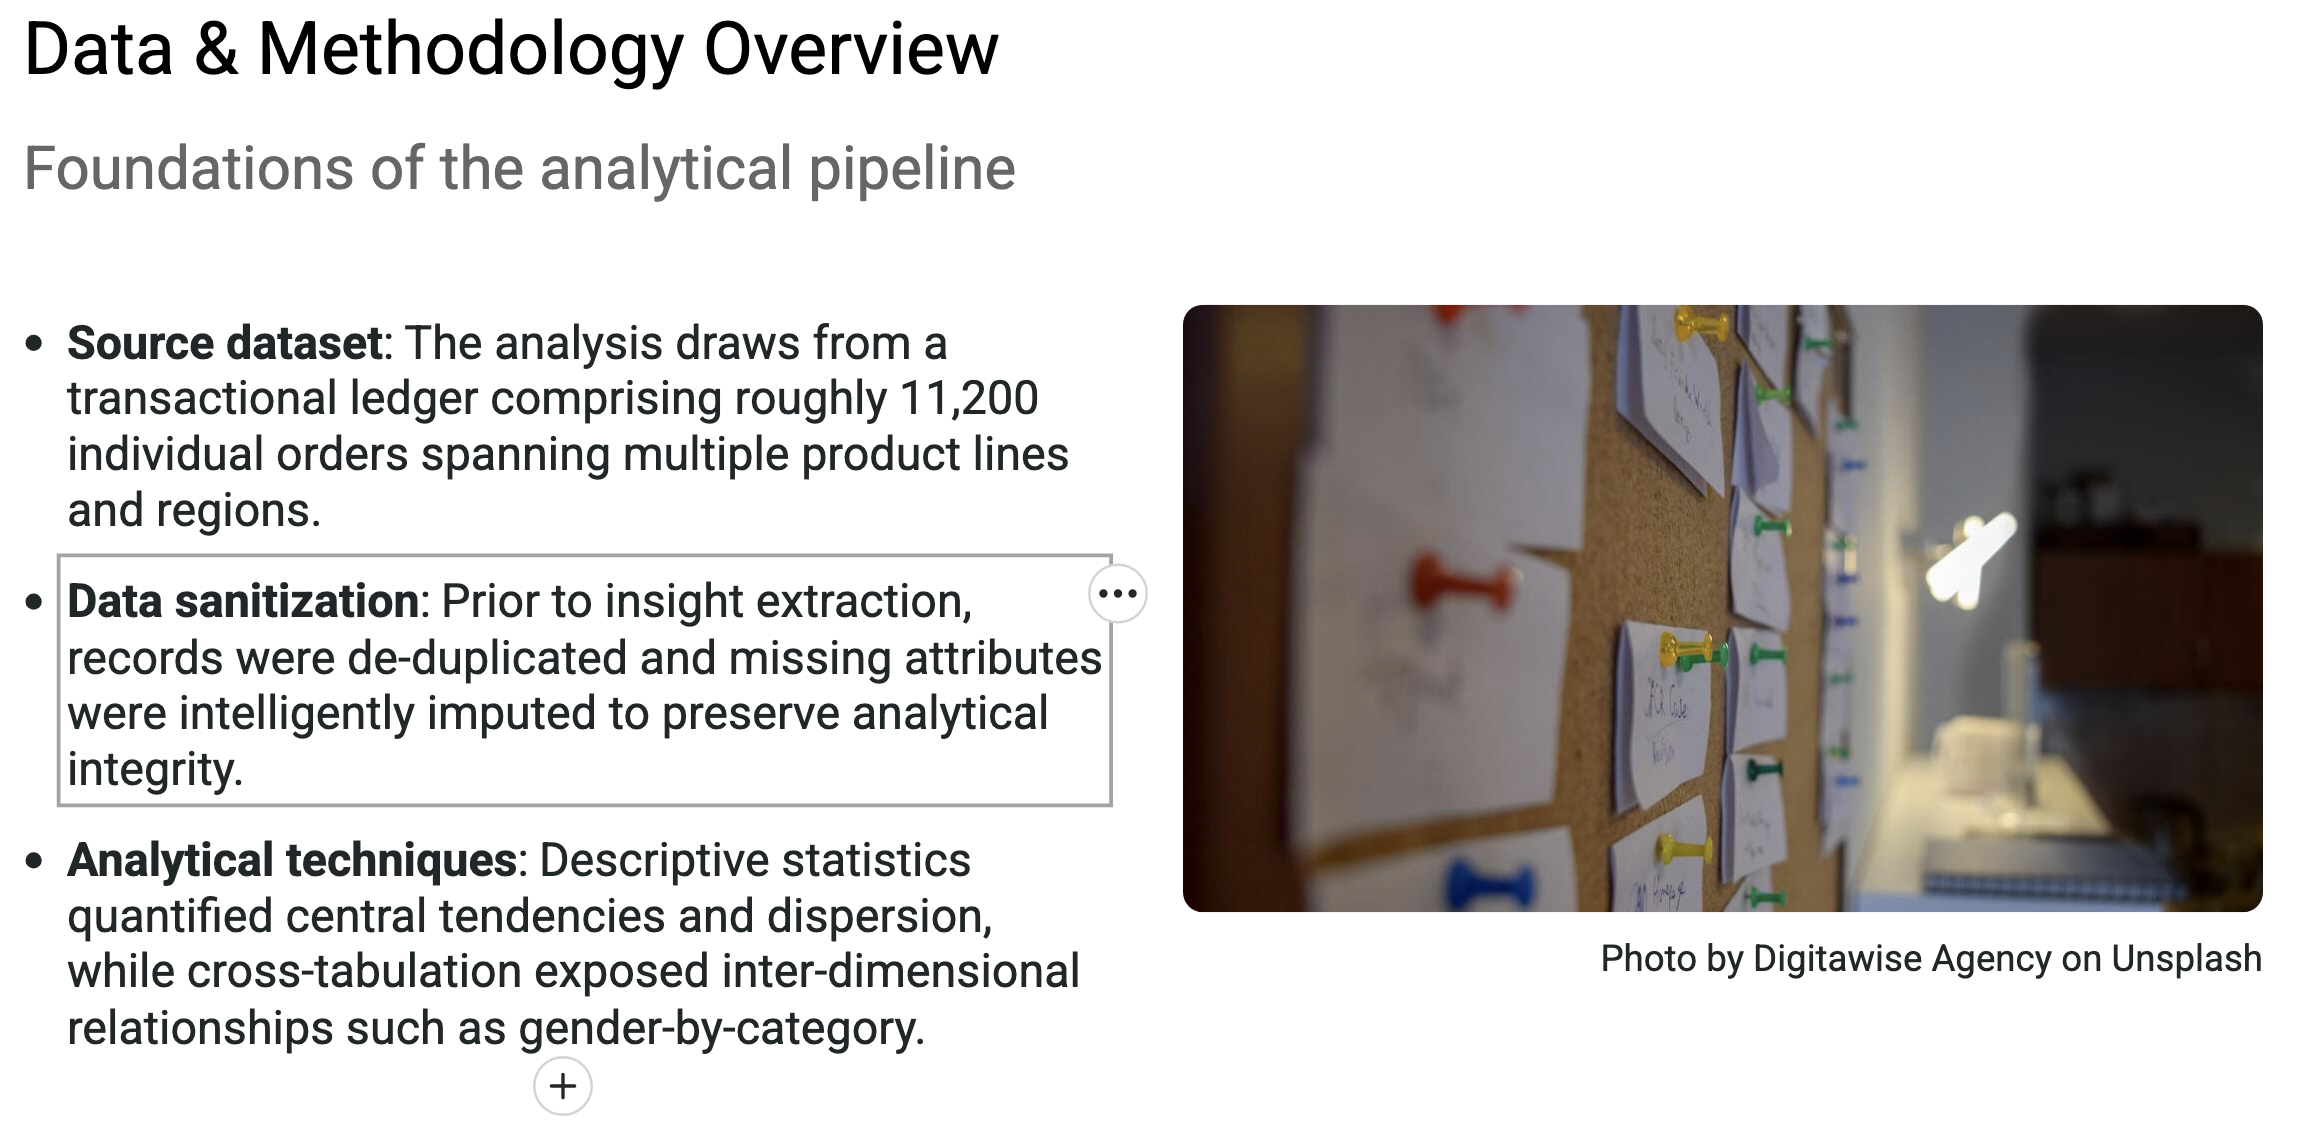 Data & Methodology Overview
Foundations of the analytical pipeline
• Source dataset: The analysis draws from a
transactional ledger comprising roughly 11,200
individual orders spanning multiple product lines
and regions.
• Data sanitization: Prior to insight extraction,
records were de-duplicated and missing attributes
were intelligently imputed to preserve analytical
integrity.
• Analytical techniques: Descriptive statistics
quantified central tendencies and dispersion,
while cross-tabulation exposed inter-dimensional
relationships such as gender-by-category.
Photo by Digitawise Agency on Unsplash